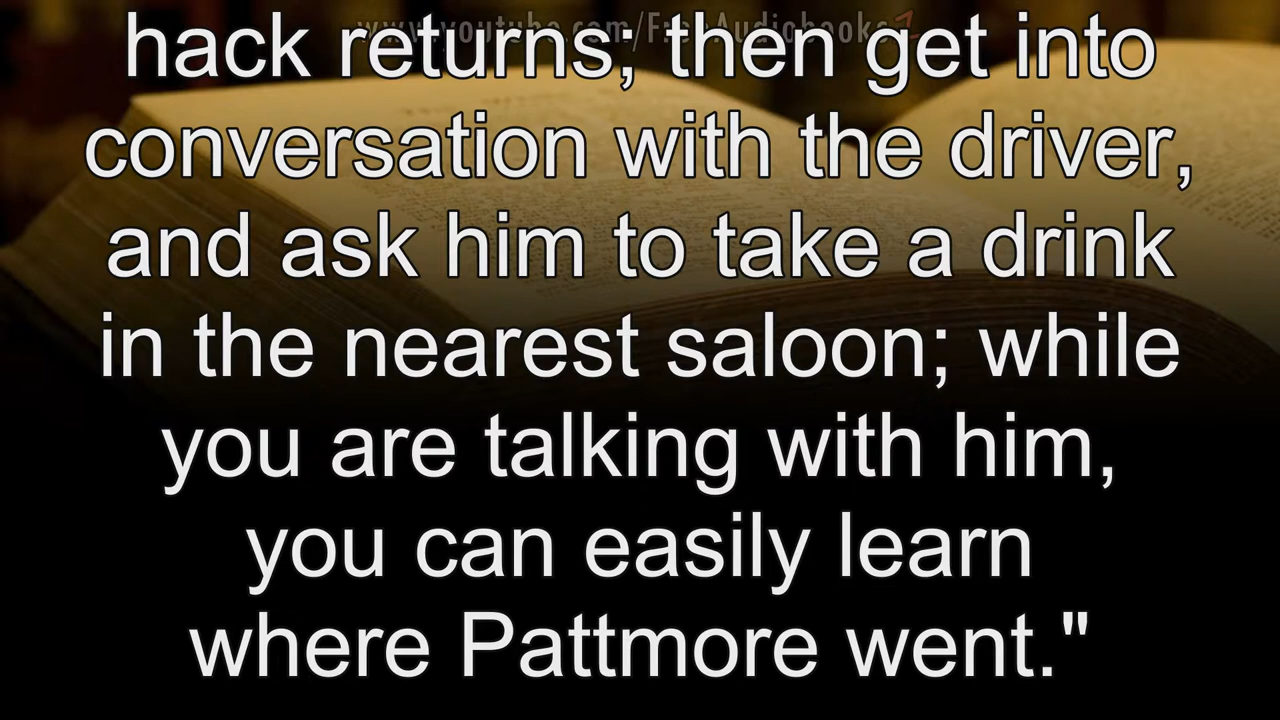 www.youtube.com/FreeAudiobooks
hack returns; then get into
conversation with the driver,
and ask him to take a drink
in the nearest saloon; while
you are talking with him,
you can easily learn
where Pattmore went."